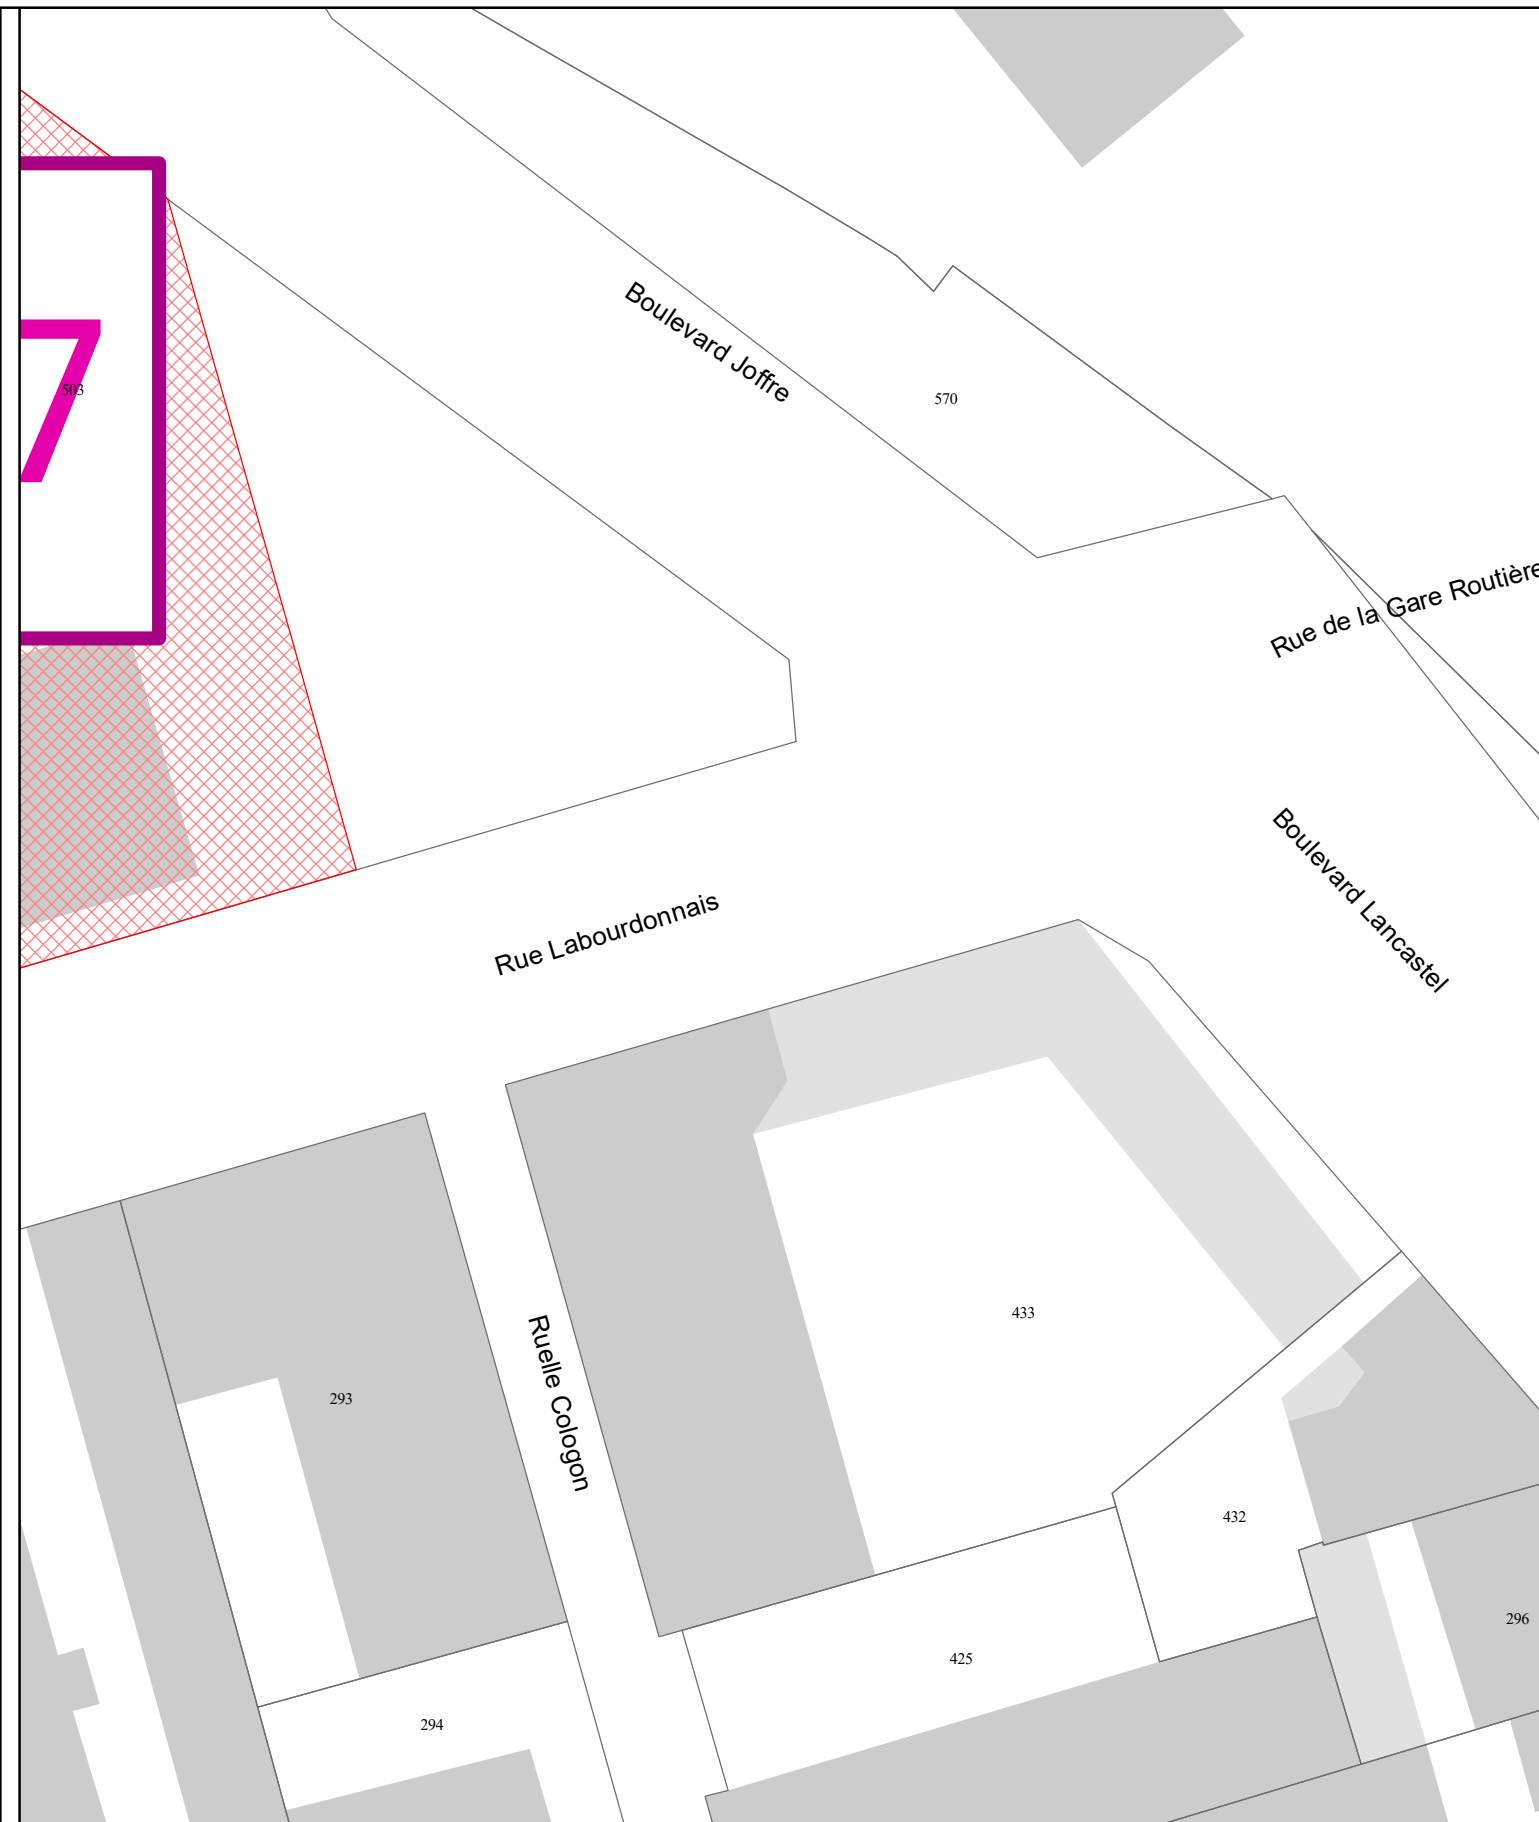 Boulevard Joffre
7
503
570
Rue de la Gare Routière
Boulevard Lancastel
Rue Labourdonnais
433
Ruelle Cologon
293
432
296
425
294